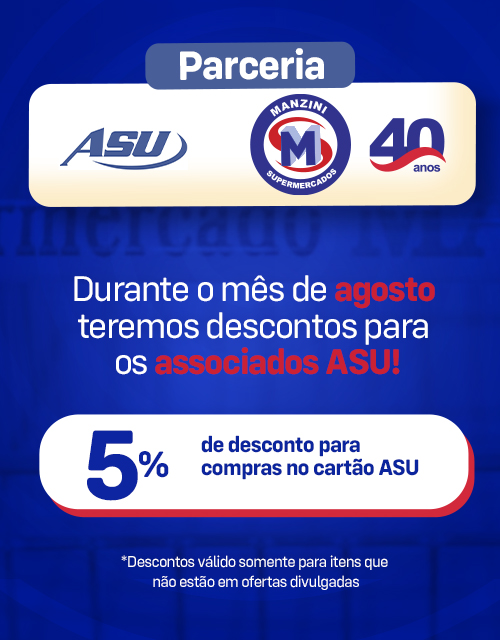 Parceria
ASU
MANZINI
M
SUPERMERCADOS
40
anos
Durante o mês de agosto
teremos descontos para
os associados ASU!
5%
de desconto para
compras no cartão ASU
*Descontos válido somente para itens que
não estão em ofertas divulgadas